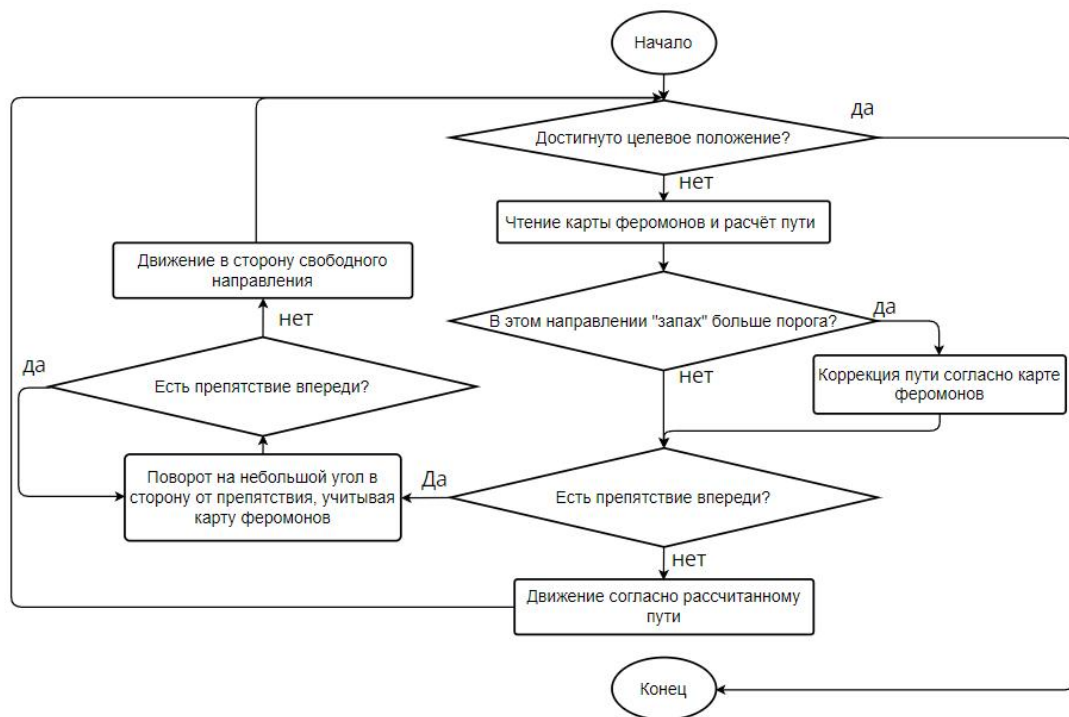 Начало
да
Достигнуто целевое положение?
нет
Чтение карты феромонов и расчёт пути
Движение в сторону свободного
направления
В этом направлении "запах" больше порога?
да
нет
нет
да
Есть препятствие впереди?
Коррекция пути согласно карте
феромонов
Поворот на небольшой угол в
сторону от препятствия, учитывая
карту феромонов
Да
Есть препятствие впереди?
нет
Движение согласно рассчитанному
пути
Конец